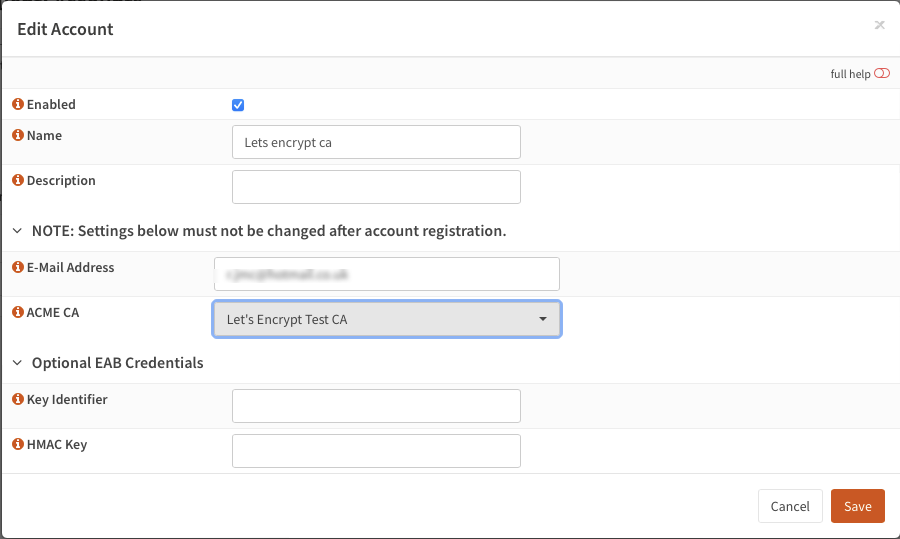 Edit Account
×
full help
Enabled
Name
Lets encrypt ca
Description
NOTE: Settings below must not be changed after account registration.
E-Mail Address
ACME CA
Let's Encrypt Test CA
Optional EAB Credentials
Key Identifier
HMAC Key
Cancel
Save